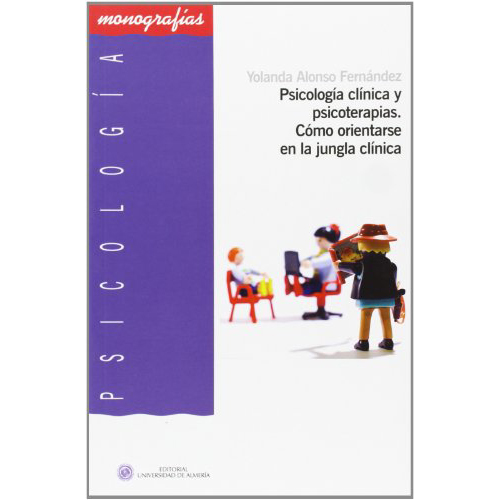 monografías
PSICOLOGÍA
Yolanda Alonso Fernández
Psicología clínica y
psicoterapias.
Cómo orientarse
en la jungla clínica
EDITORIAL
UNIVERSIDAD DE ALMERÍA